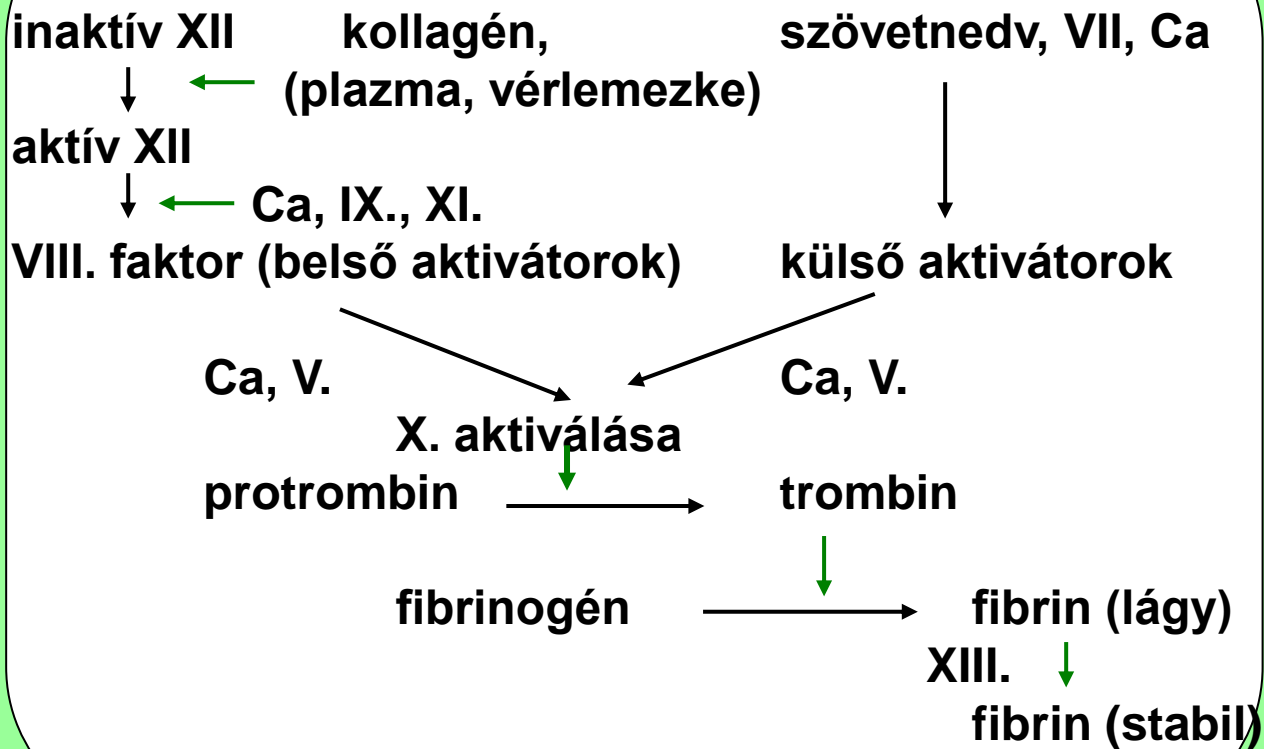 inaktív XII kollagén, szövetnedv, VII, Ca
(plazma, vérlemezke)
aktív XII
Ca, IX., XI.
VIII. faktor (belső aktivátorok) külső aktivátorok
Ca, V. Ca, V.
X. aktiválása
protrombin trombin
fibrinogén fibrin (lágy)
XIII.
fibrin (stabil)